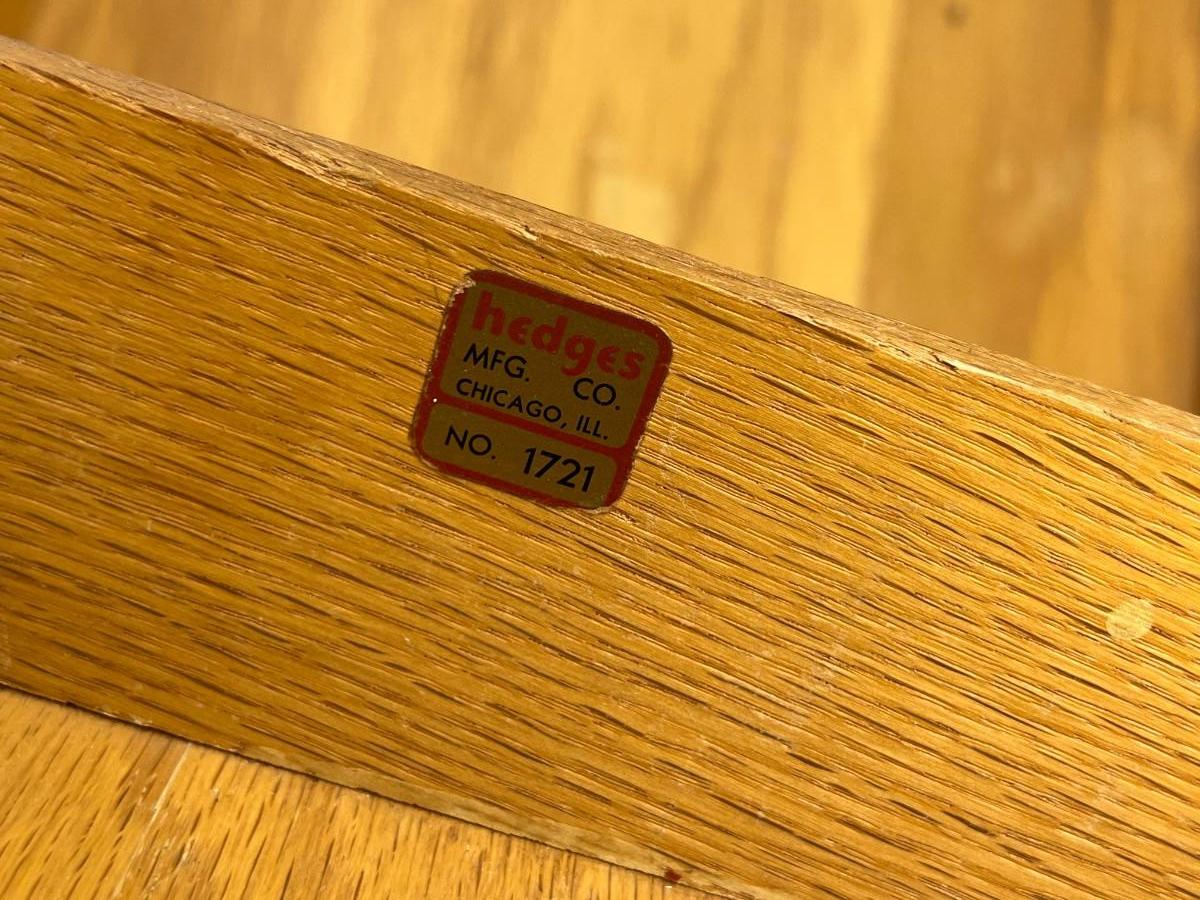 hedges
MFG. CO.
CHICAGO, ILL.
NO. 1721